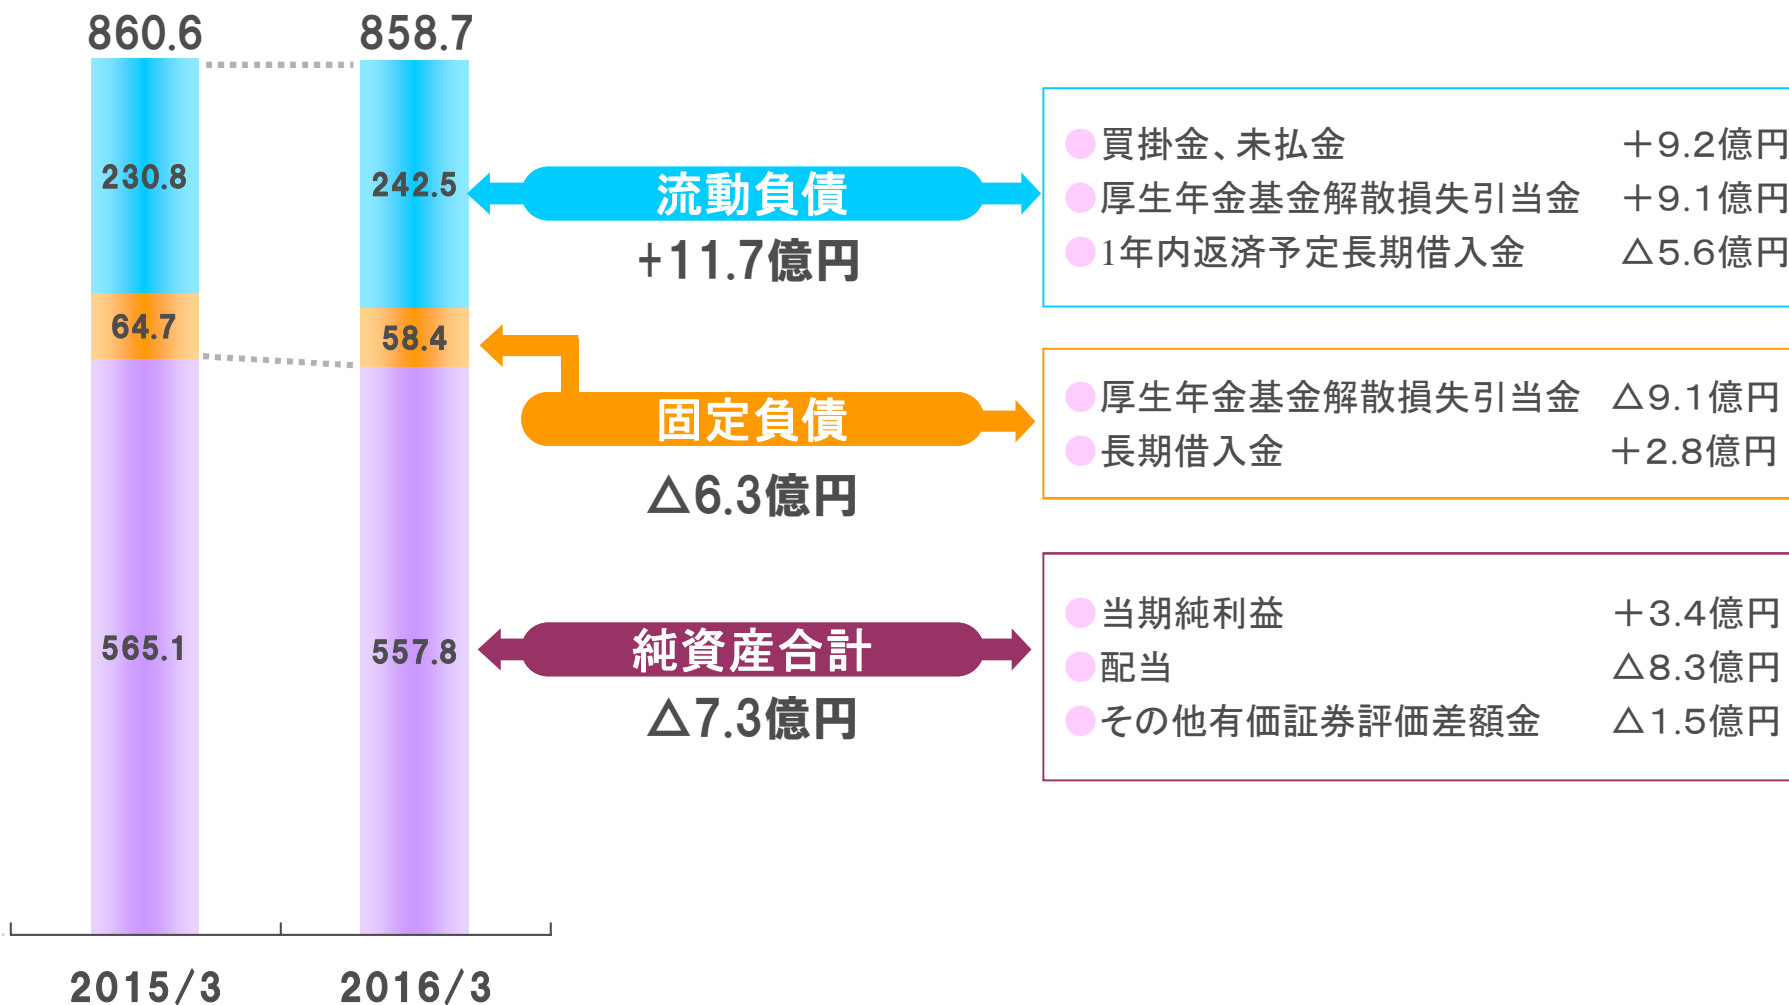 860.6
858.7
230.8
242.5
64.7
58.4
565.1
557.8
2015/3
2016/3
流動負債
+11.7億円
固定負債
△6.3億円
純資産合計
△7.3億円
●買掛金、未払金 +9.2億円
●厚生年金基金解散損失引当金 +9.1億円
●1年内返済予定長期借入金 △5.6億円
●厚生年金基金解散損失引当金 △9.1億円
●長期借入金 +2.8億円
●当期純利益 +3.4億円
●配当 △8.3億円
●その他有価証券評価差額金 △1.5億円